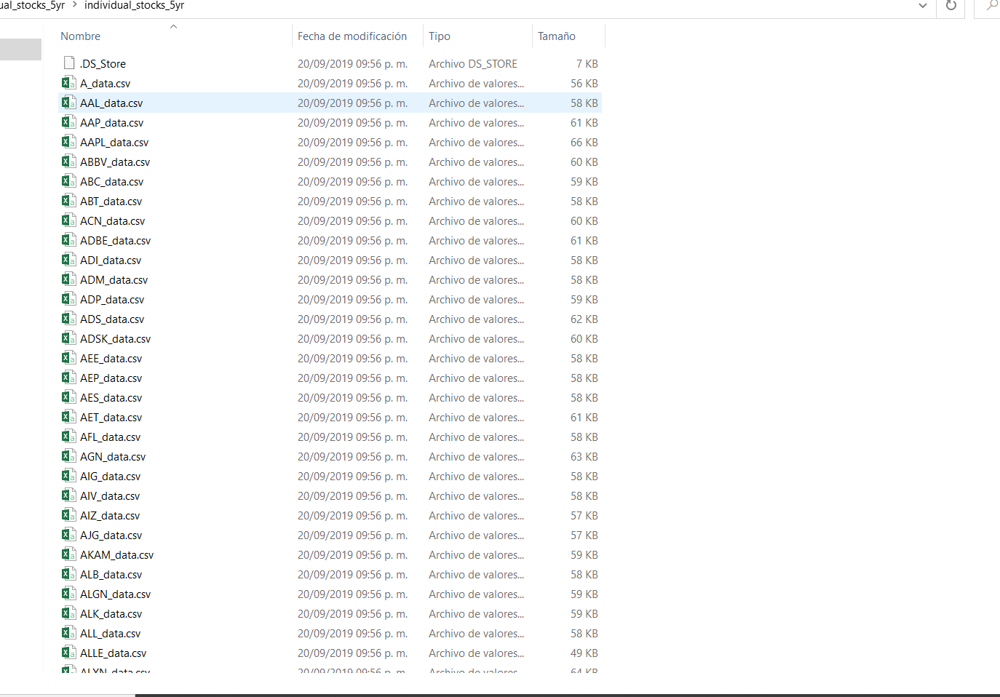 ual_stocks_5yr > individual_stocks_5yr
Nombre Fecha de modificación Tipo Tamaño
.DS_Store 20/09/2019 09:56 p. m. Archivo DS_STORE 7 KB
A_data.csv 20/09/2019 09:56 p. m. Archivo de valores... 56 KB
AAL_data.csv 20/09/2019 09:56 p. m. Archivo de valores... 58 KB
AAP_data.csv 20/09/2019 09:56 p. m. Archivo de valores... 61 KB
AAPL_data.csv 20/09/2019 09:56 p. m. Archivo de valores... 66 KB
ABBV_data.csv 20/09/2019 09:56 p. m. Archivo de valores... 60 KB
ABC_data.csv 20/09/2019 09:56 p. m. Archivo de valores... 59 KB
ABT_data.csv 20/09/2019 09:56 p. m. Archivo de valores... 58 KB
ACN_data.csv 20/09/2019 09:56 p. m. Archivo de valores... 60 KB
ADBE_data.csv 20/09/2019 09:56 p. m. Archivo de valores... 61 KB
ADI_data.csv 20/09/2019 09:56 p. m. Archivo de valores... 58 KB
ADM_data.csv 20/09/2019 09:56 p. m. Archivo de valores... 58 KB
ADP_data.csv 20/09/2019 09:56 p. m. Archivo de valores... 59 KB
ADS_data.csv 20/09/2019 09:56 p. m. Archivo de valores... 62 KB
ADSK_data.csv 20/09/2019 09:56 p. m. Archivo de valores... 60 KB
AEE_data.csv 20/09/2019 09:56 p. m. Archivo de valores... 58 KB
AEP_data.csv 20/09/2019 09:56 p. m. Archivo de valores... 58 KB
AES_data.csv 20/09/2019 09:56 p. m. Archivo de valores... 58 KB
AET_data.csv 20/09/2019 09:56 p. m. Archivo de valores... 61 KB
AFL_data.csv 20/09/2019 09:56 p. m. Archivo de valores... 58 KB
AGN_data.csv 20/09/2019 09:56 p. m. Archivo de valores... 63 KB
AIG_data.csv 20/09/2019 09:56 p. m. Archivo de valores... 58 KB
AIV_data.csv 20/09/2019 09:56 p. m. Archivo de valores... 58 KB
AIZ_data.csv 20/09/2019 09:56 p. m. Archivo de valores... 57 KB
AJG_data.csv 20/09/2019 09:56 p. m. Archivo de valores... 57 KB
AKAM_data.csv 20/09/2019 09:56 p. m. Archivo de valores... 59 KB
ALB_data.csv 20/09/2019 09:56 p. m. Archivo de valores... 58 KB
ALGN_data.csv 20/09/2019 09:56 p. m. Archivo de valores... 59 KB
ALK_data.csv 20/09/2019 09:56 p. m. Archivo de valores... 59 KB
ALL_data.csv 20/09/2019 09:56 p. m. Archivo de valores... 58 KB
ALLE_data.csv 20/09/2019 09:56 p. m. Archivo de valores... 49 KB
ALXN_data.csv 20/09/2019 09:56 p. m. Archivo de valores... 64 KB